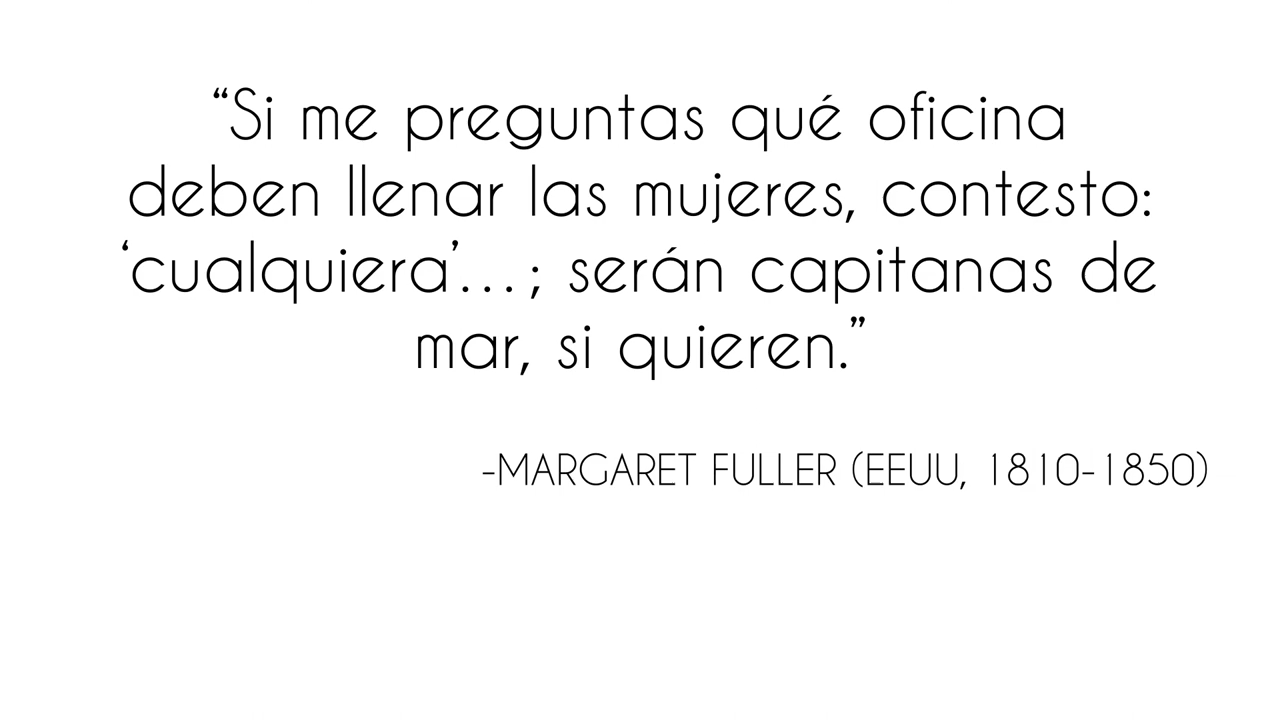 “Si me preguntas qué oficina
deben llenar las mujeres, contesto:
‘cualquiera’…; serán capitanas de
mar, si quieren.”
-MARGARET FULLER (EEUU, 1810-1850)